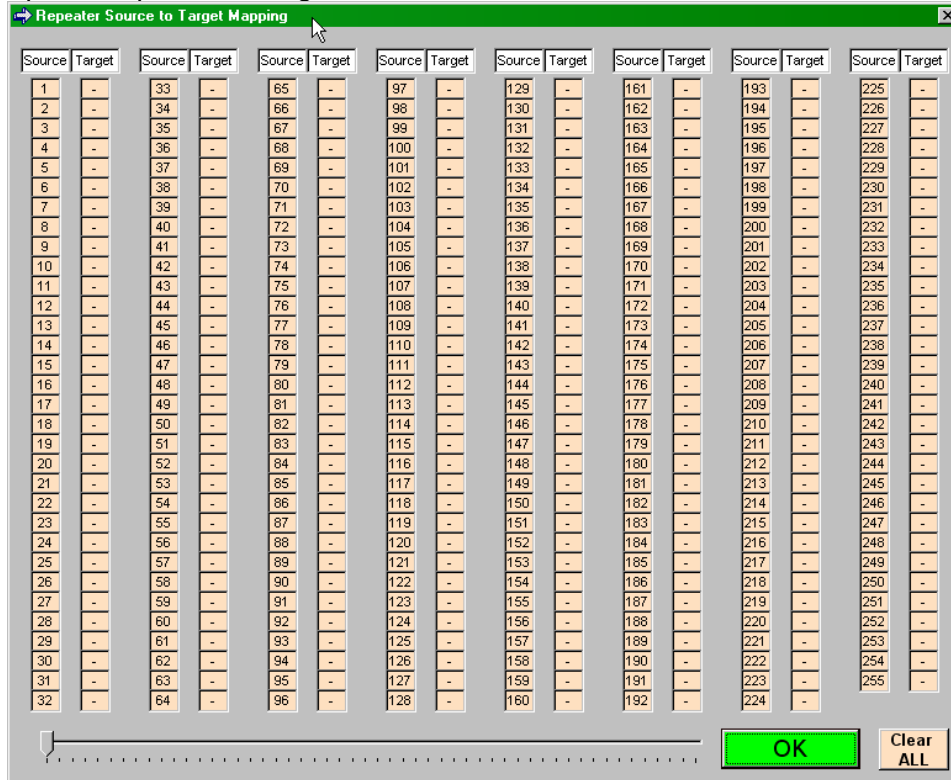 Repeater Source to Target Mapping
Source Target Source Target Source Target Source Target Source Target Source Target Source Target Source Target
1 - 33 - 65 - 97 - 129 - 161 - 193 - 225 -
2 - 34 - 66 - 98 - 130 - 162 - 194 - 226 -
3 - 35 - 67 - 99 - 131 - 163 - 195 - 227 -
4 - 36 - 68 - 100 - 132 - 164 - 196 - 228 -
5 - 37 - 69 - 101 - 133 - 165 - 197 - 229 -
6 - 38 - 70 - 102 - 134 - 166 - 198 - 230 -
7 - 39 - 71 - 103 - 135 - 167 - 199 - 231 -
8 - 40 - 72 - 104 - 136 - 168 - 200 - 232 -
9 - 41 - 73 - 105 - 137 - 169 - 201 - 233 -
10 - 42 - 74 - 106 - 138 - 170 - 202 - 234 -
11 - 43 - 75 - 107 - 139 - 171 - 203 - 235 -
12 - 44 - 76 - 108 - 140 - 172 - 204 - 236 -
13 - 45 - 77 - 109 - 141 - 173 - 205 - 237 -
14 - 46 - 78 - 110 - 142 - 174 - 206 - 238 -
15 - 47 - 79 - 111 - 143 - 175 - 207 - 239 -
16 - 48 - 80 - 112 - 144 - 176 - 208 - 240 -
17 - 49 - 81 - 113 - 145 - 177 - 209 - 241 -
18 - 50 - 82 - 114 - 146 - 178 - 210 - 242 -
19 - 51 - 83 - 115 - 147 - 179 - 211 - 243 -
20 - 52 - 84 - 116 - 148 - 180 - 212 - 244 -
21 - 53 - 85 - 117 - 149 - 181 - 213 - 245 -
22 - 54 - 86 - 118 - 150 - 182 - 214 - 246 -
23 - 55 - 87 - 119 - 151 - 183 - 215 - 247 -
24 - 56 - 88 - 120 - 152 - 184 - 216 - 248 -
25 - 57 - 89 - 121 - 153 - 185 - 217 - 249 -
26 - 58 - 90 - 122 - 154 - 186 - 218 - 250 -
27 - 59 - 91 - 123 - 155 - 187 - 219 - 251 -
28 - 60 - 92 - 124 - 156 - 188 - 220 - 252 -
29 - 61 - 93 - 125 - 157 - 189 - 221 - 253 -
30 - 62 - 94 - 126 - 158 - 190 - 222 - 254 -
31 - 63 - 95 - 127 - 159 - 191 - 223 - 255 -
32 - 64 - 96 - 128 - 160 - 192 - 224 -
OK
Clear
ALL